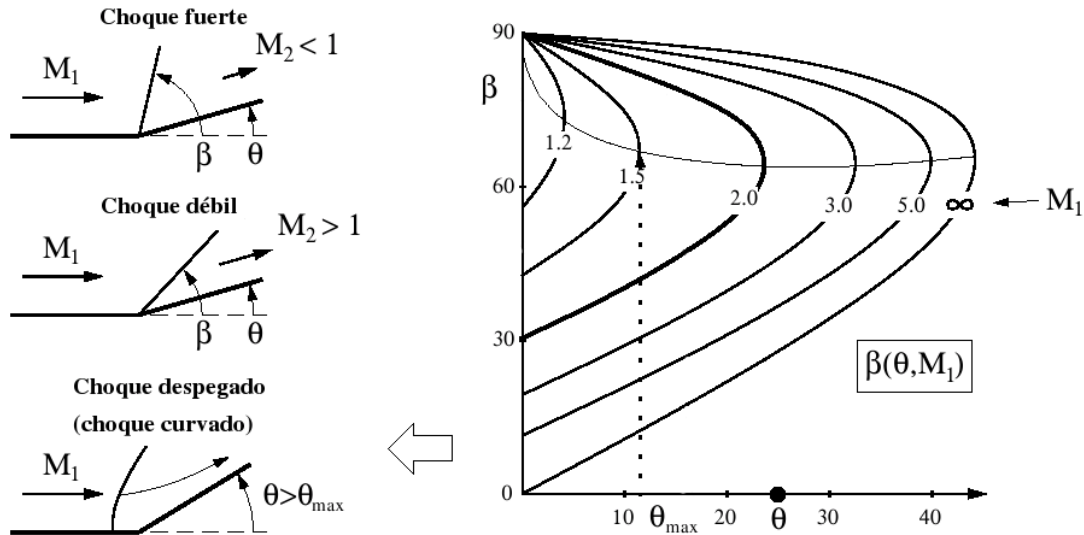 Choque fuerte
M₁
M₂ < 1
β
θ
Choque débil
M₁
M₂ > 1
β
θ
Choque despegado
(choque curvado)
M₁
θ>θmax
90
β
60
30
0
1.2
1.5
2.0
3.0
5.0
∞
M₁
β(θ,M₁)
10
θmax
20
θ
30
40